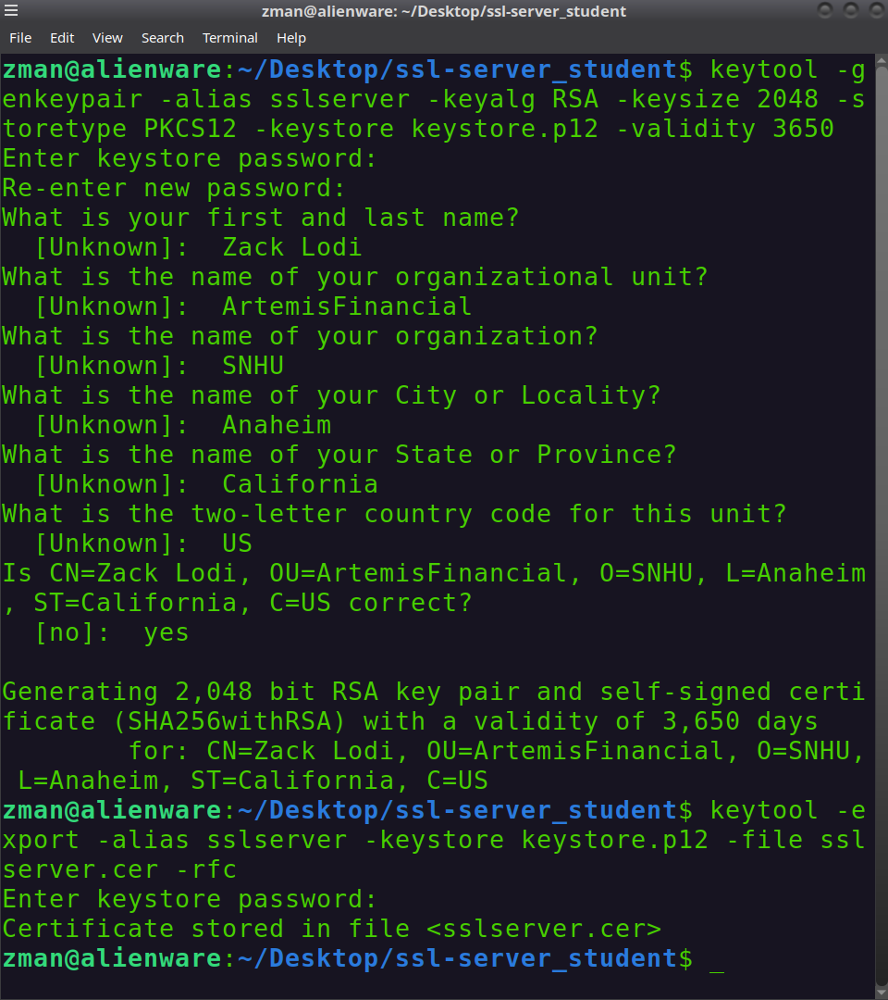 zman@alienware: ~/Desktop/ssl-server_student
File Edit View Search Terminal Help
zman@alienware:~/Desktop/ssl-server_student$ keytool -g
enkeypair -alias sslserver -keyalg RSA -keysize 2048 -s
toretype PKCS12 -keystore keystore.p12 -validity 3650
Enter keystore password:
Re-enter new password:
What is your first and last name?
  [Unknown]:  Zack Lodi
What is the name of your organizational unit?
  [Unknown]:  ArtemisFinancial
What is the name of your organization?
  [Unknown]:  SNHU
What is the name of your City or Locality?
  [Unknown]:  Anaheim
What is the name of your State or Province?
  [Unknown]:  California
What is the two-letter country code for this unit?
  [Unknown]:  US
Is CN=Zack Lodi, OU=ArtemisFinancial, O=SNHU, L=Anaheim
, ST=California, C=US correct?
  [no]:  yes

Generating 2,048 bit RSA key pair and self-signed certi
ficate (SHA256withRSA) with a validity of 3,650 days
        for: CN=Zack Lodi, OU=ArtemisFinancial, O=SNHU,
 L=Anaheim, ST=California, C=US
zman@alienware:~/Desktop/ssl-server_student$ keytool -e
xport -alias sslserver -keystore keystore.p12 -file ssl
server.cer -rfc
Enter keystore password:
Certificate stored in file <sslserver.cer>
zman@alienware:~/Desktop/ssl-server_student$ _